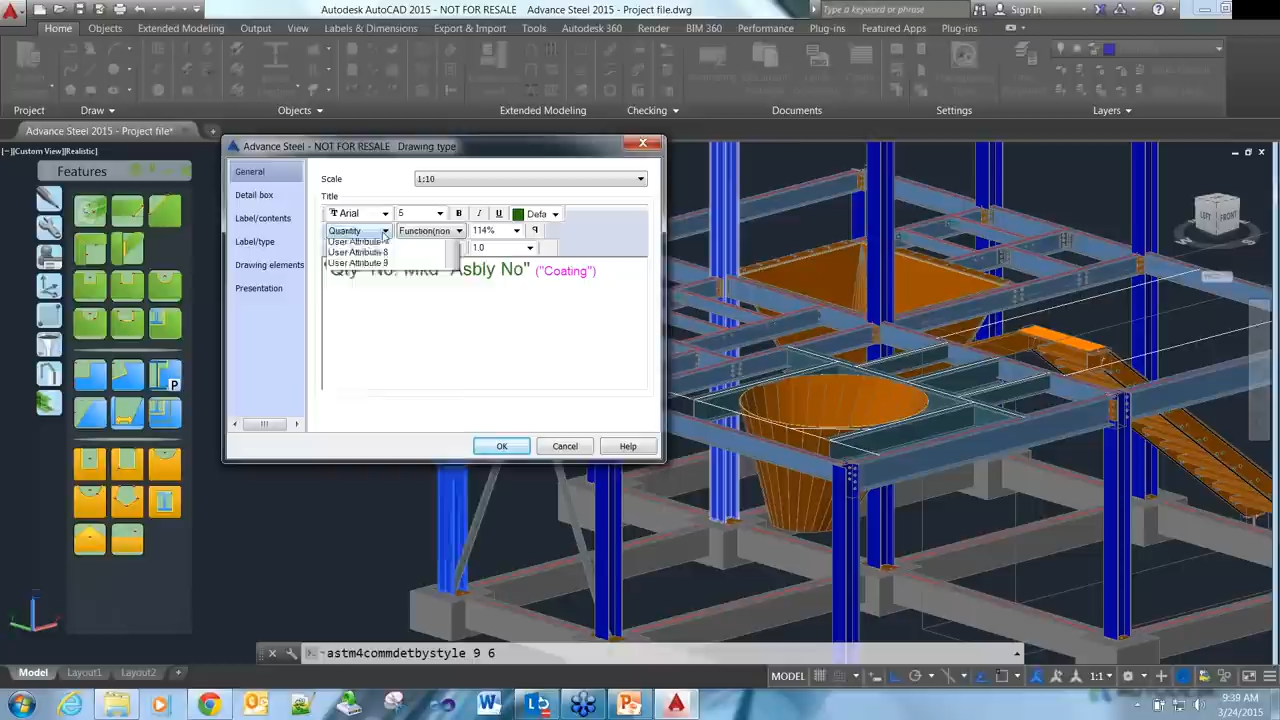 Autodesk AutoCAD 2015 - NOT FOR RESALE Advance Steel - Project file.dwg
Type a keyword or phrase
Sign In
Home Objects Extended Modeling Output View Labels & Dimensions Export & Import Tools Autodesk 360 Render BIM 360 Performance Plug-ins Featured Apps Plug-ins
Project Draw Objects Extended Modeling Checking Documents Settings Layers
Advance Steel 2015 - Project file*
[−][Custom View][Realistic]
Features
P
Advance Steel - NOT FOR RESALE Drawing type
General
Detail box
Label/contents
Label/type
Drawing elements
Presentation
Scale
1:10
Title
Arial 5 B I U Defa
Quantity Function(non 114%
1.0
User Attribute 8
User Attribute 9
"Asbly No" ("Coating")
OK Cancel Help
LEFT
FRONT
astm4commdetbystyle 9 6
Model Layout1 Layout2
MODEL
1:1
9:39 AM
3/24/2015